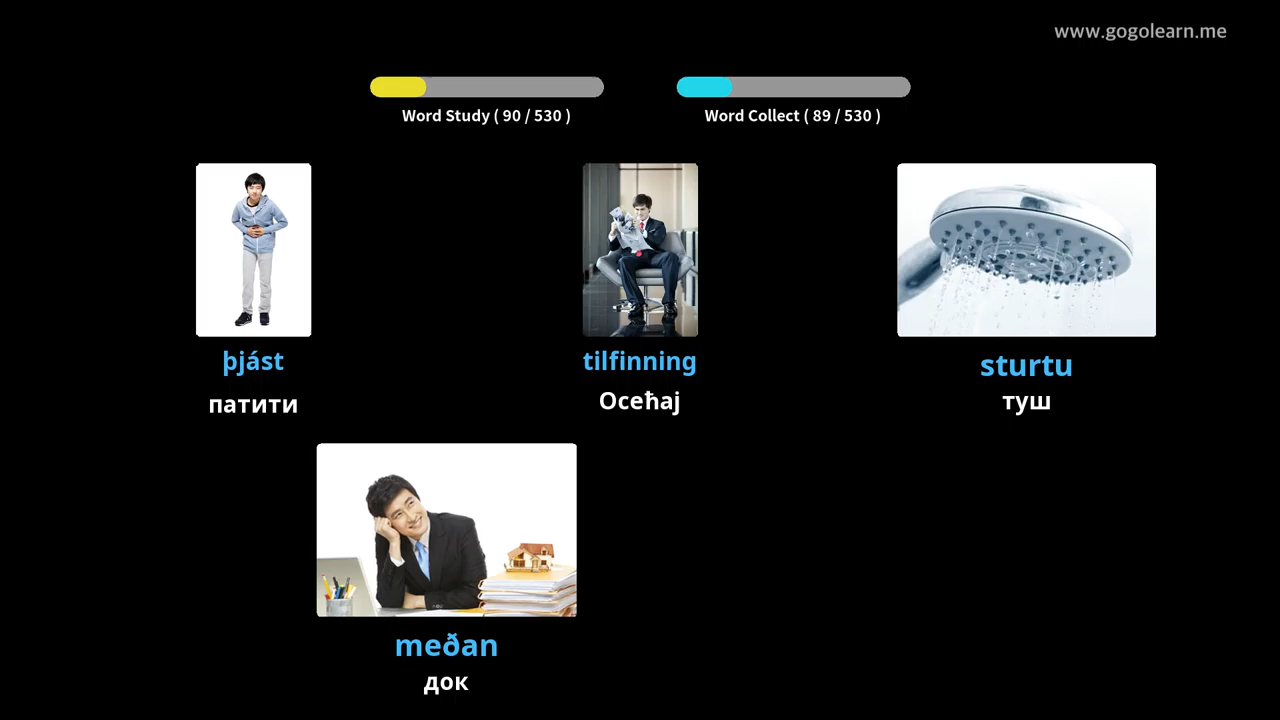 www.gogolearn.me
Word Study ( 90 / 530 )
Word Collect ( 89 / 530 )
þjást
патити
tilfinning
Осећај
sturtu
туш
meðan
док